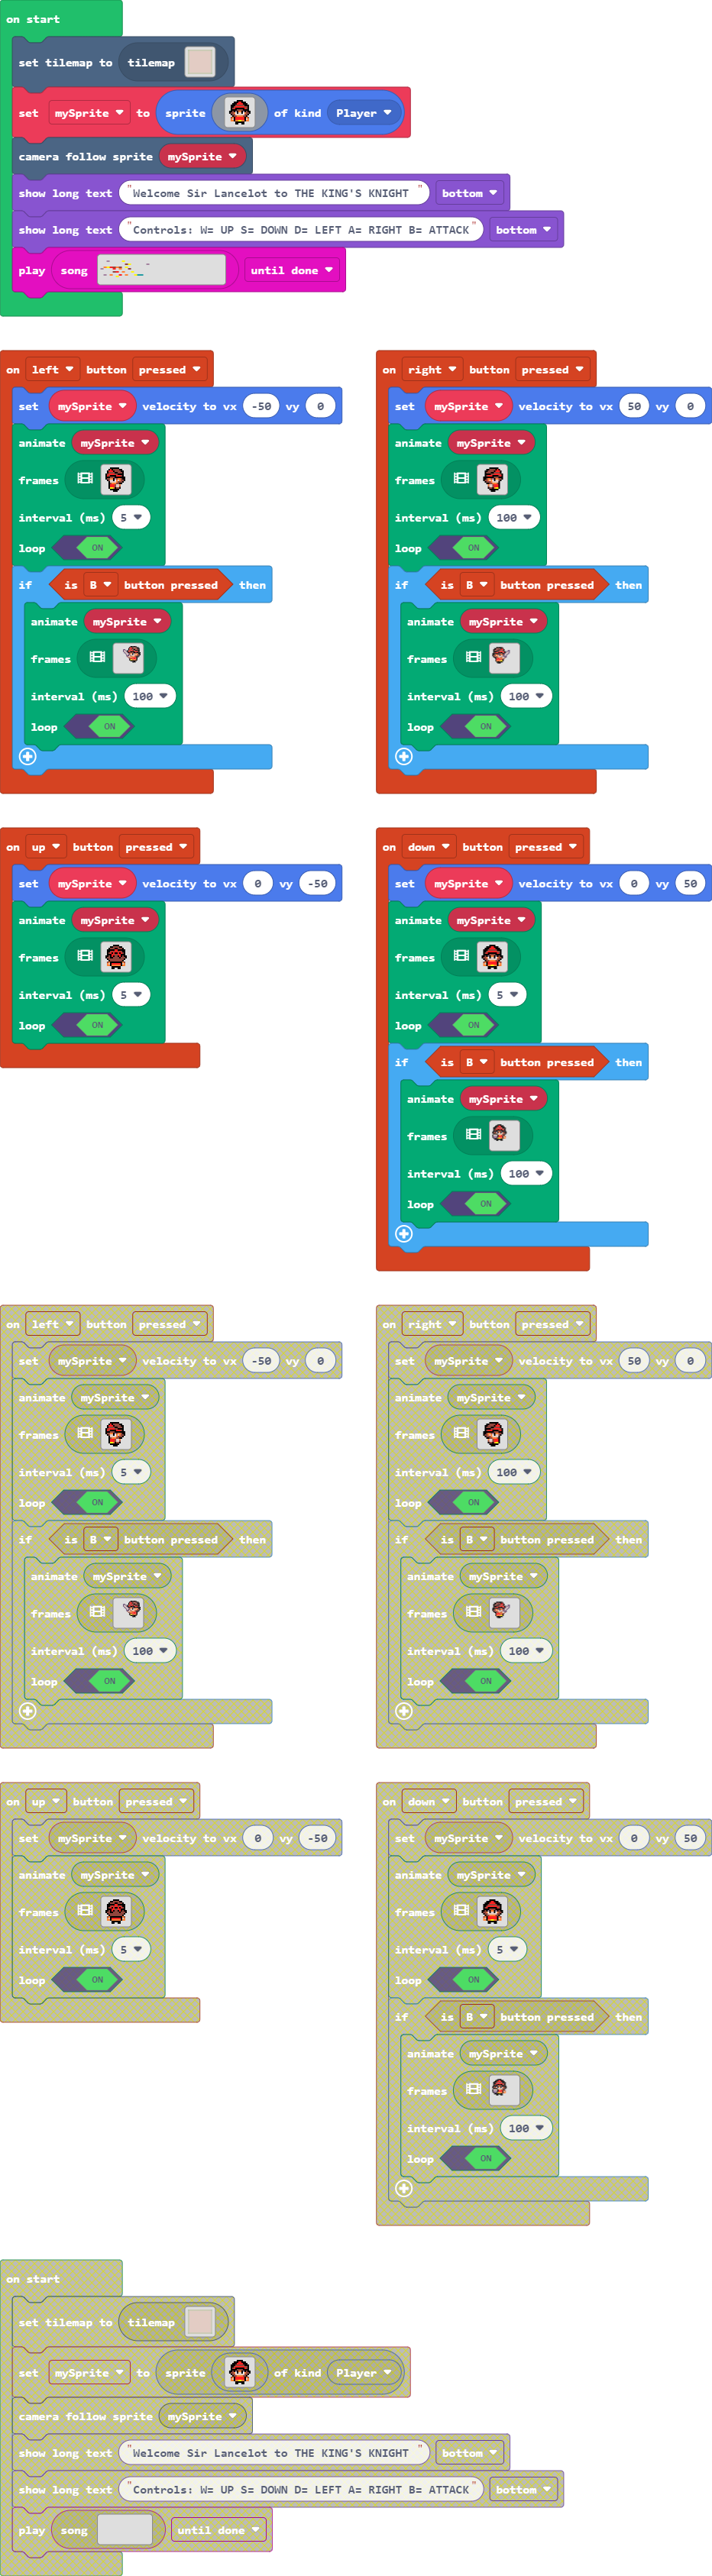 on start
set tilemap to tilemap
set mySprite to sprite of kind Player
camera follow sprite mySprite
show long text "Welcome Sir Lancelot to THE KING'S KNIGHT " bottom
show long text "Controls: W= UP S= DOWN D= LEFT A= RIGHT B= ATTACK" bottom
play song until done
on left button pressed
set mySprite velocity to vx -50 vy 0
animate mySprite
frames
interval (ms) 5
loop ON
if is B button pressed then
animate mySprite
frames
interval (ms) 100
loop ON
on right button pressed
set mySprite velocity to vx 50 vy 0
animate mySprite
frames
interval (ms) 100
loop ON
if is B button pressed then
animate mySprite
frames
interval (ms) 100
loop ON
on up button pressed
set mySprite velocity to vx 0 vy -50
animate mySprite
frames
interval (ms) 5
loop ON
on down button pressed
set mySprite velocity to vx 0 vy 50
animate mySprite
frames
interval (ms) 5
loop ON
if is B button pressed then
animate mySprite
frames
interval (ms) 100
loop ON
on left button pressed
set mySprite velocity to vx -50 vy 0
animate mySprite
frames
interval (ms) 5
loop ON
if is B button pressed then
animate mySprite
frames
interval (ms) 100
loop ON
on right button pressed
set mySprite velocity to vx 50 vy 0
animate mySprite
frames
interval (ms) 100
loop ON
if is B button pressed then
animate mySprite
frames
interval (ms) 100
loop ON
on up button pressed
set mySprite velocity to vx 0 vy -50
animate mySprite
frames
interval (ms) 5
loop ON
on down button pressed
set mySprite velocity to vx 0 vy 50
animate mySprite
frames
interval (ms) 5
loop ON
if is B button pressed then
animate mySprite
frames
interval (ms) 100
loop ON
on start
set tilemap to tilemap
set mySprite to sprite of kind Player
camera follow sprite mySprite
show long text "Welcome Sir Lancelot to THE KING'S KNIGHT " bottom
show long text "Controls: W= UP S= DOWN D= LEFT A= RIGHT B= ATTACK" bottom
play song until done